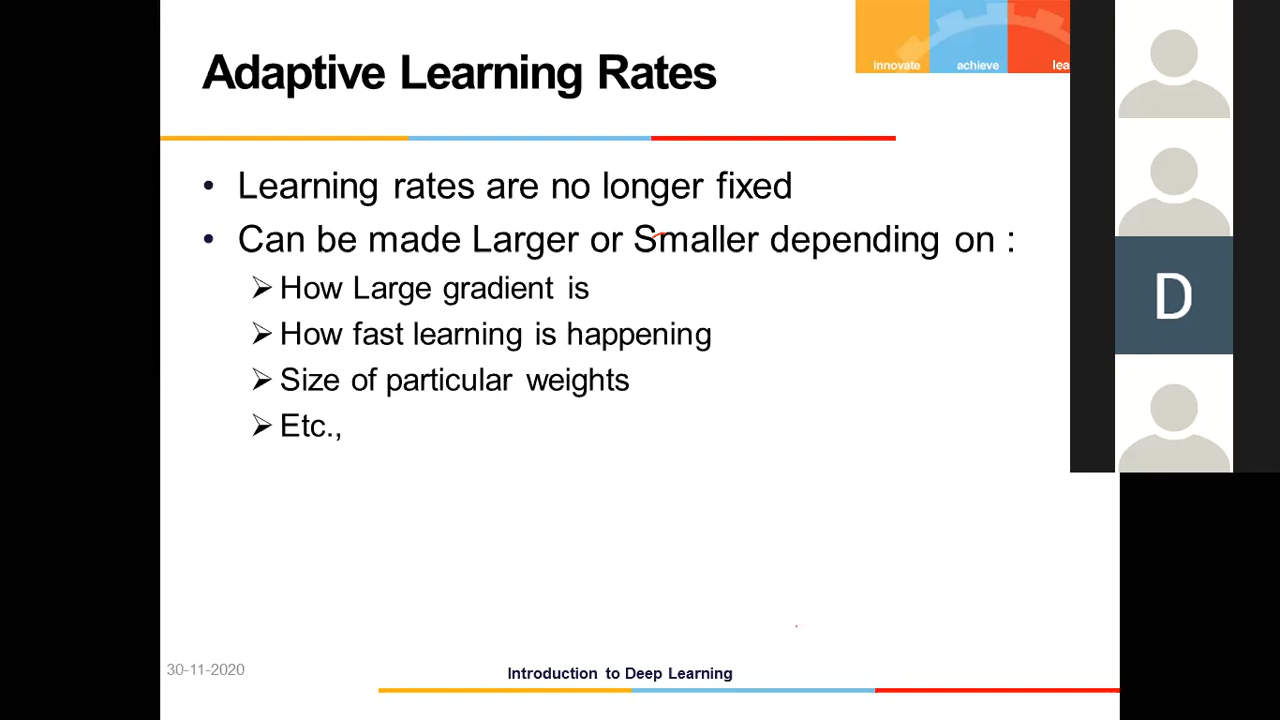 Adaptive Learning Rates
innovate achieve lea
• Learning rates are no longer fixed
• Can be made Larger or Smaller depending on :
➢ How Large gradient is
➢ How fast learning is happening
➢ Size of particular weights
➢ Etc.,
D
30-11-2020
Introduction to Deep Learning